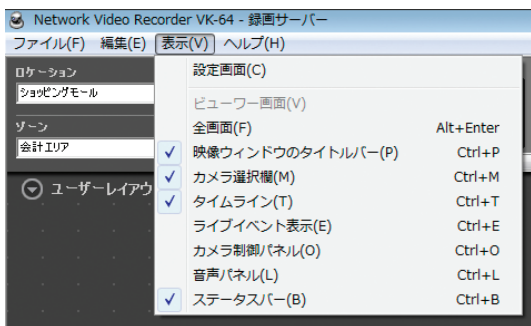 Network Video Recorder VK-64 - 録画サーバー
ファイル(F) 編集(E) 表示(V) ヘルプ(H)
ロケーション
ショッピングモール
ゾーン
会計エリア
ユーザーレイアウ
設定画面(C)
ビューワー画面(V)
全画面(F) Alt+Enter
映像ウィンドウのタイトルバー(P) Ctrl+P
カメラ選択欄(M) Ctrl+M
タイムライン(T) Ctrl+T
ライブイベント表示(E) Ctrl+E
カメラ制御パネル(O) Ctrl+O
音声パネル(L) Ctrl+L
ステータスバー(B) Ctrl+B